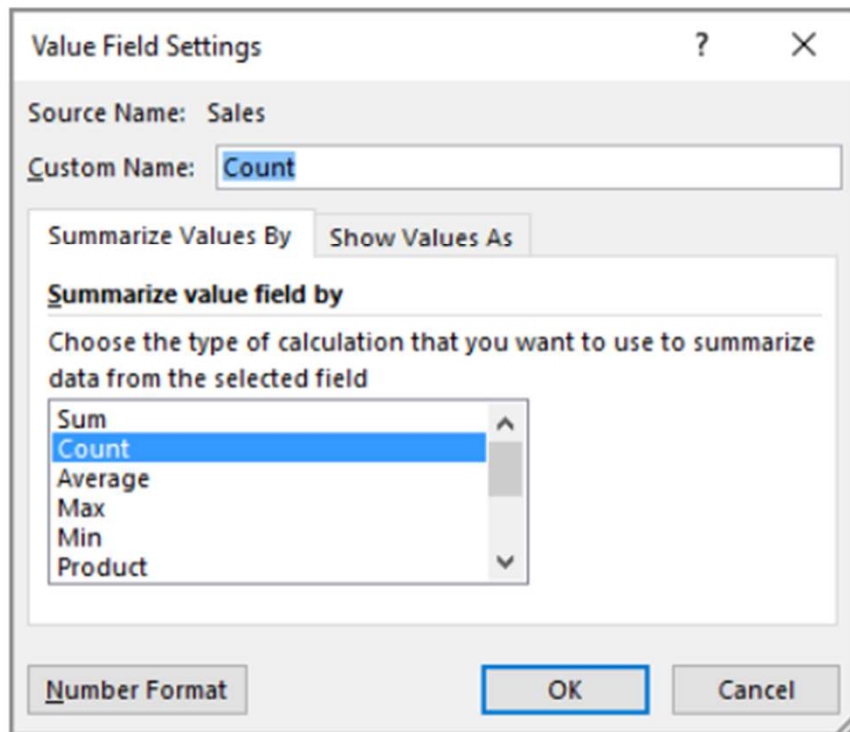 Value Field Settings ?
Source Name: Sales
Custom Name: Count
Summarize Values By Show Values As
Summarize value field by
Choose the type of calculation that you want to use to summarize
data from the selected field
Sum
Count
Average
Max
Min
Product
Number Format OK Cancel